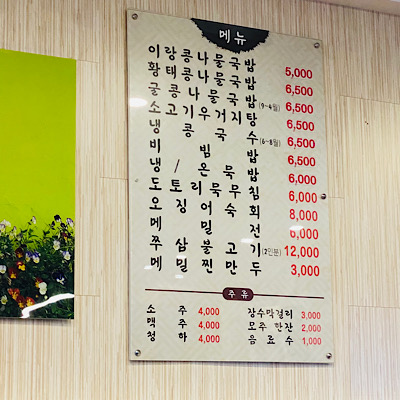 메뉴
이랑콩나물국밥 5,000
황태콩나물국밥 6,500
굴콩나물국밥(9~4월) 6,500
소고기우거지탕 6,500
냉콩국수(6~8월) 6,500
비빔밥 6,500
냉/온묵밥 6,000
도토리묵무침 6,000
오징어숙회 8,000
메밀전 6,000
쭈삼불고기(2인분) 12,000
메밀찐만두 3,000
주류
소주 4,000 장수막걸리 3,000
맥주 4,000 모주 한잔 2,000
청하 4,000 음료수 1,000